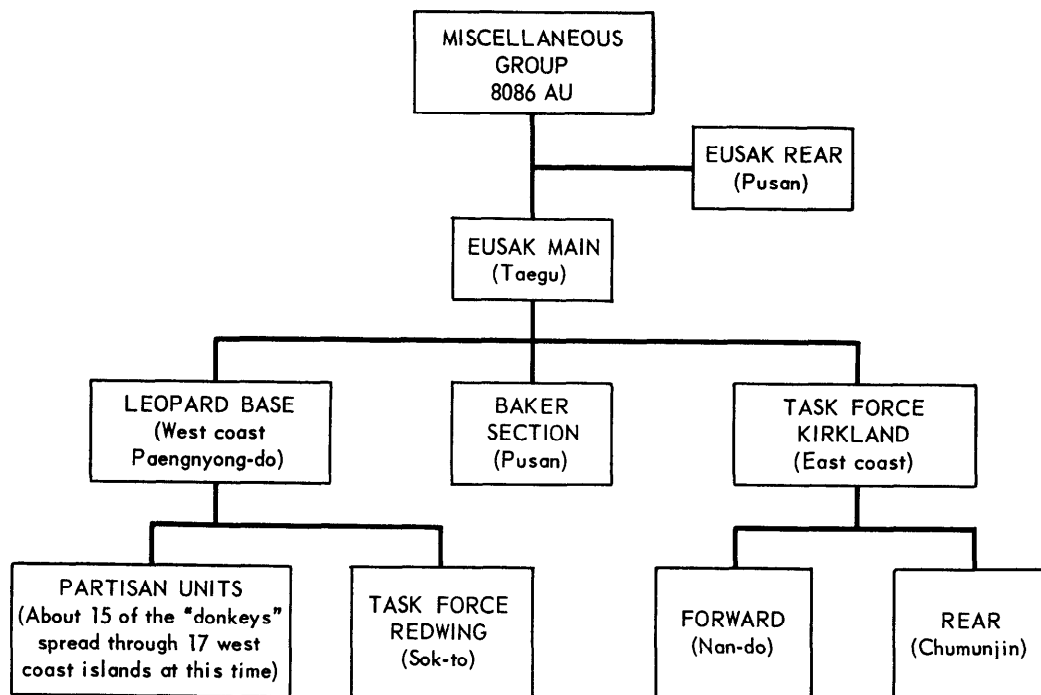 MISCELLANEOUS
GROUP
8086 AU
EUSAK REAR
(Pusan)
EUSAK MAIN
(Taegu)
LEOPARD BASE
(West coast
Paengnyong-do)
BAKER
SECTION
(Pusan)
TASK FORCE
KIRKLAND
(East coast)
PARTISAN UNITS
(About 15 of the "donkeys"
spread through 17 west
coast islands at this time)
TASK FORCE
REDWING
(Sok-to)
FORWARD
(Nan-do)
REAR
(Chumunjin)